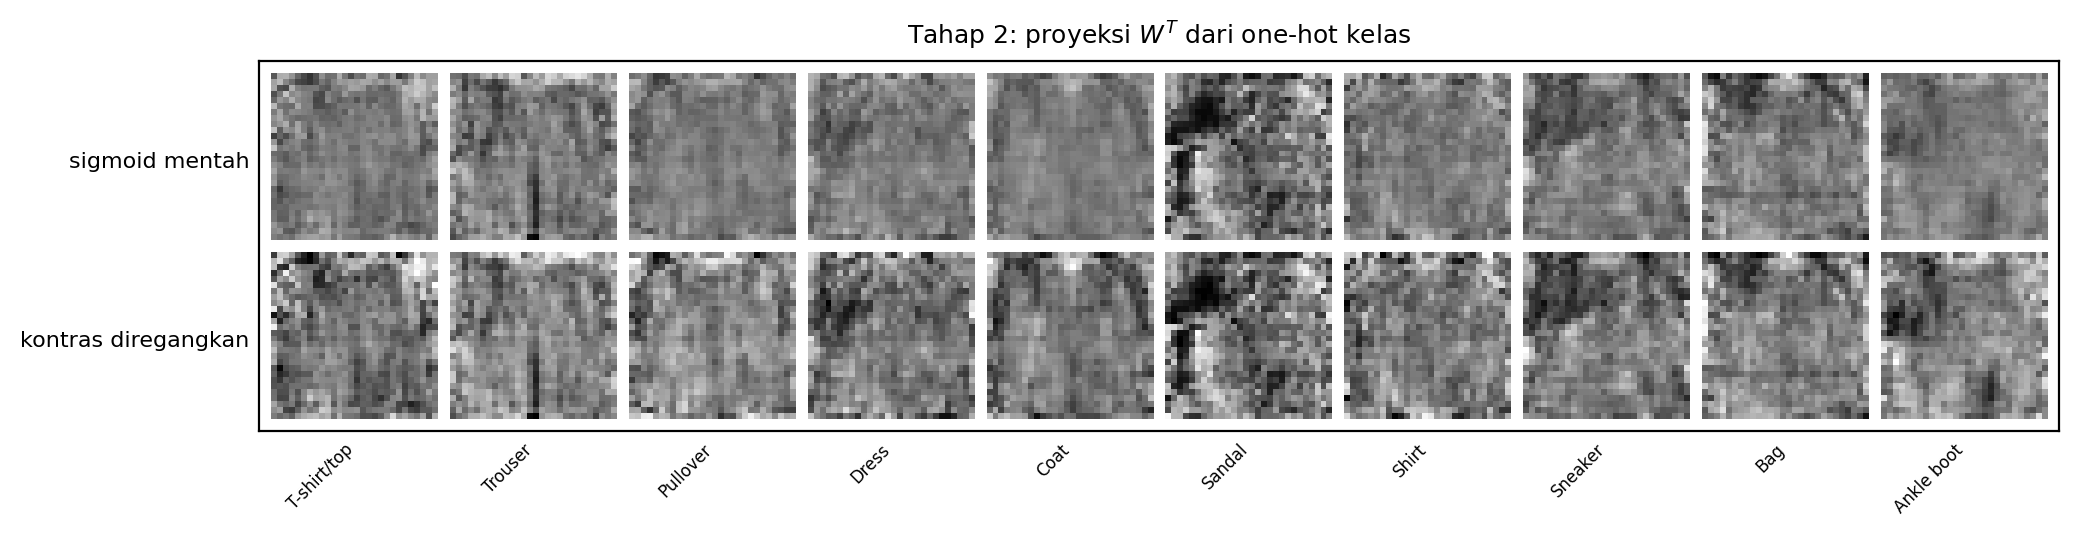 Tahap 2: proyeksi W^T dari one-hot kelas
sigmoid mentah
kontras diregangkan
T-shirt/top
Trouser
Pullover
Dress
Coat
Sandal
Shirt
Sneaker
Bag
Ankle boot